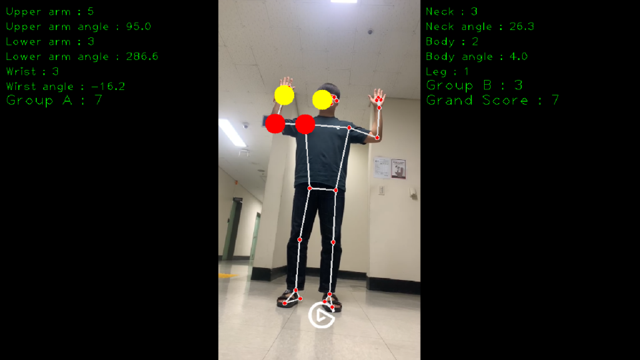 Upper arm : 5
Upper arm angle : 95.0
Lower arm : 3
Lower arm angle : 286.6
Wrist : 3
Wirst angle : -16.2
Group A : 7
Neck : 3
Neck angle : 26.3
Body : 2
Body angle : 4.0
Leg : 1
Group B : 3
Grand Score : 7